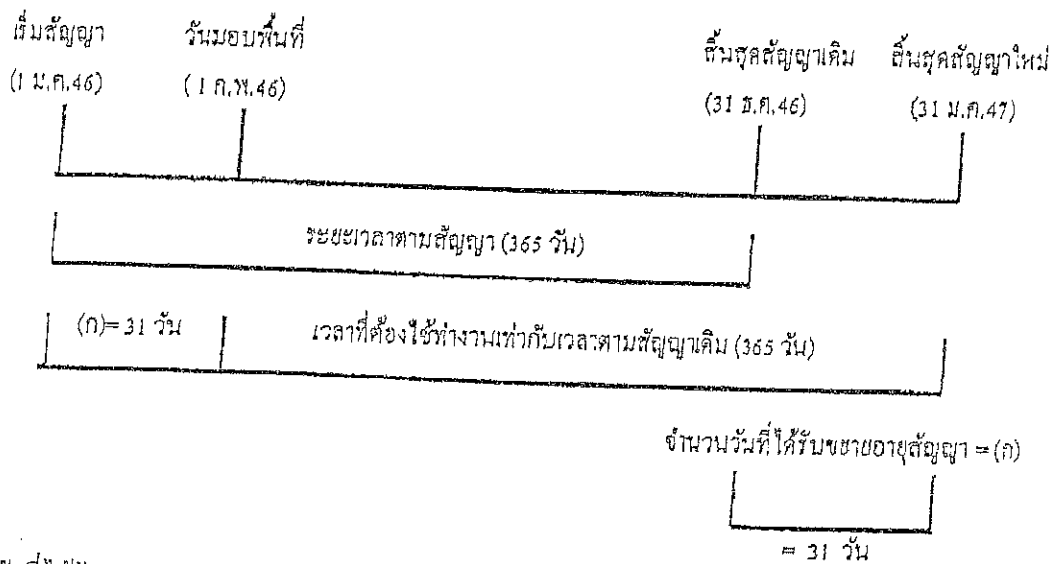 เริ่มสัญญา วันมอบพื้นที่ สิ้นสุดสัญญาเดิม สิ้นสุดสัญญาใหม่
(1 ม.ค.46) (1 ก.พ.46) (31 ธ.ค.46) (31 ม.ค.47)
ระยะเวลาตามสัญญา (365 วัน)
(ก)= 31 วัน เวลาที่ต้องใช้ทำงานเท่ากับเวลาตามสัญญาเดิม (365 วัน)
จำนวนวันที่ได้รับขยายอายุสัญญา = (ก)
= 31 วัน